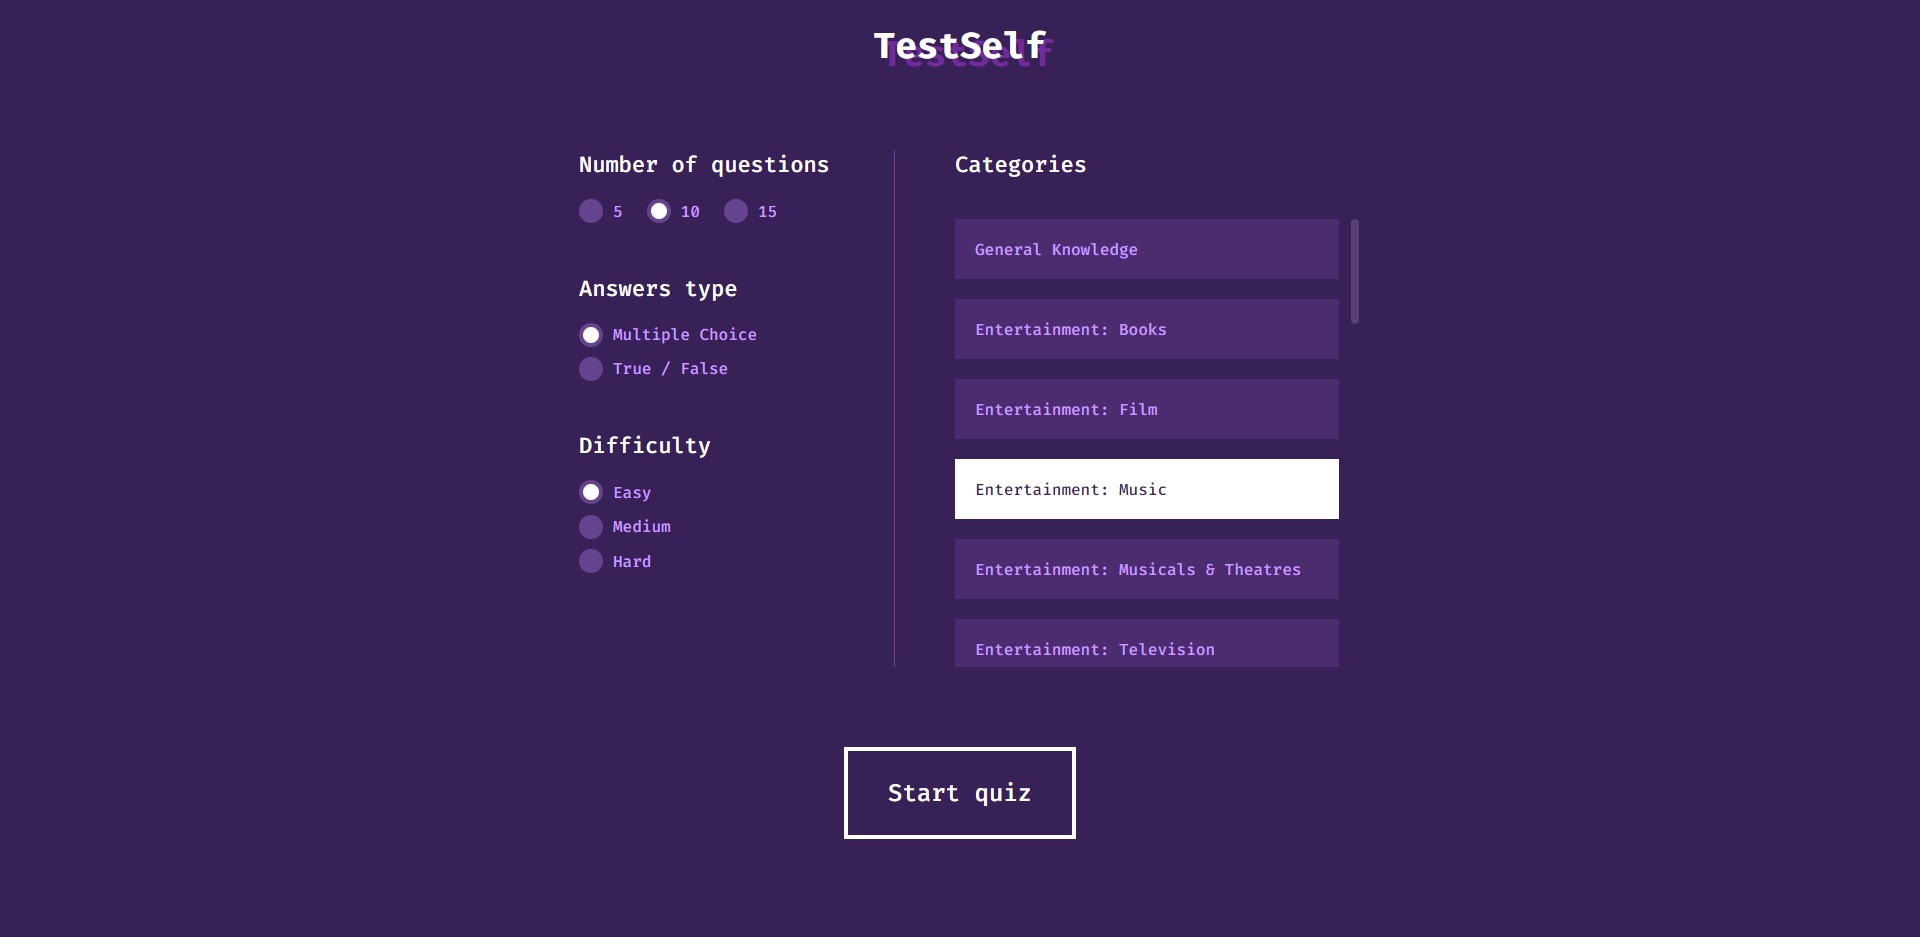 TestSelf
Number of questions
5 10 15
Answers type
Multiple Choice
True / False
Difficulty
Easy
Medium
Hard
Categories
General Knowledge
Entertainment: Books
Entertainment: Film
Entertainment: Music
Entertainment: Musicals & Theatres
Entertainment: Television
Start quiz